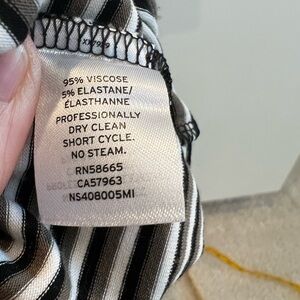 95% VISCOSE
5% ELASTANE/
ÉLASTHANNE
PROFESSIONALLY
DRY CLEAN
SHORT CYCLE.
NO STEAM.
RN58665
CA57963
NS408005MI